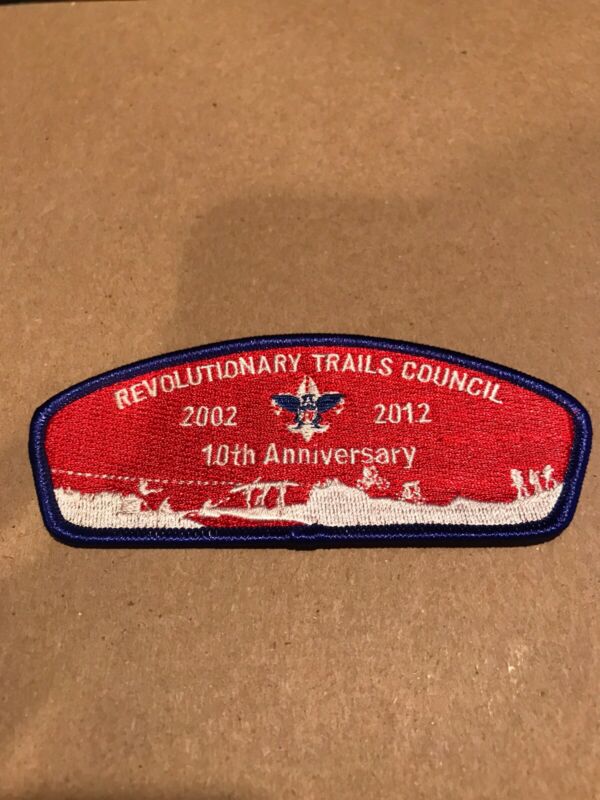 REVOLUTIONARY TRAILS COUNCIL
2002 2012
10th Anniversary